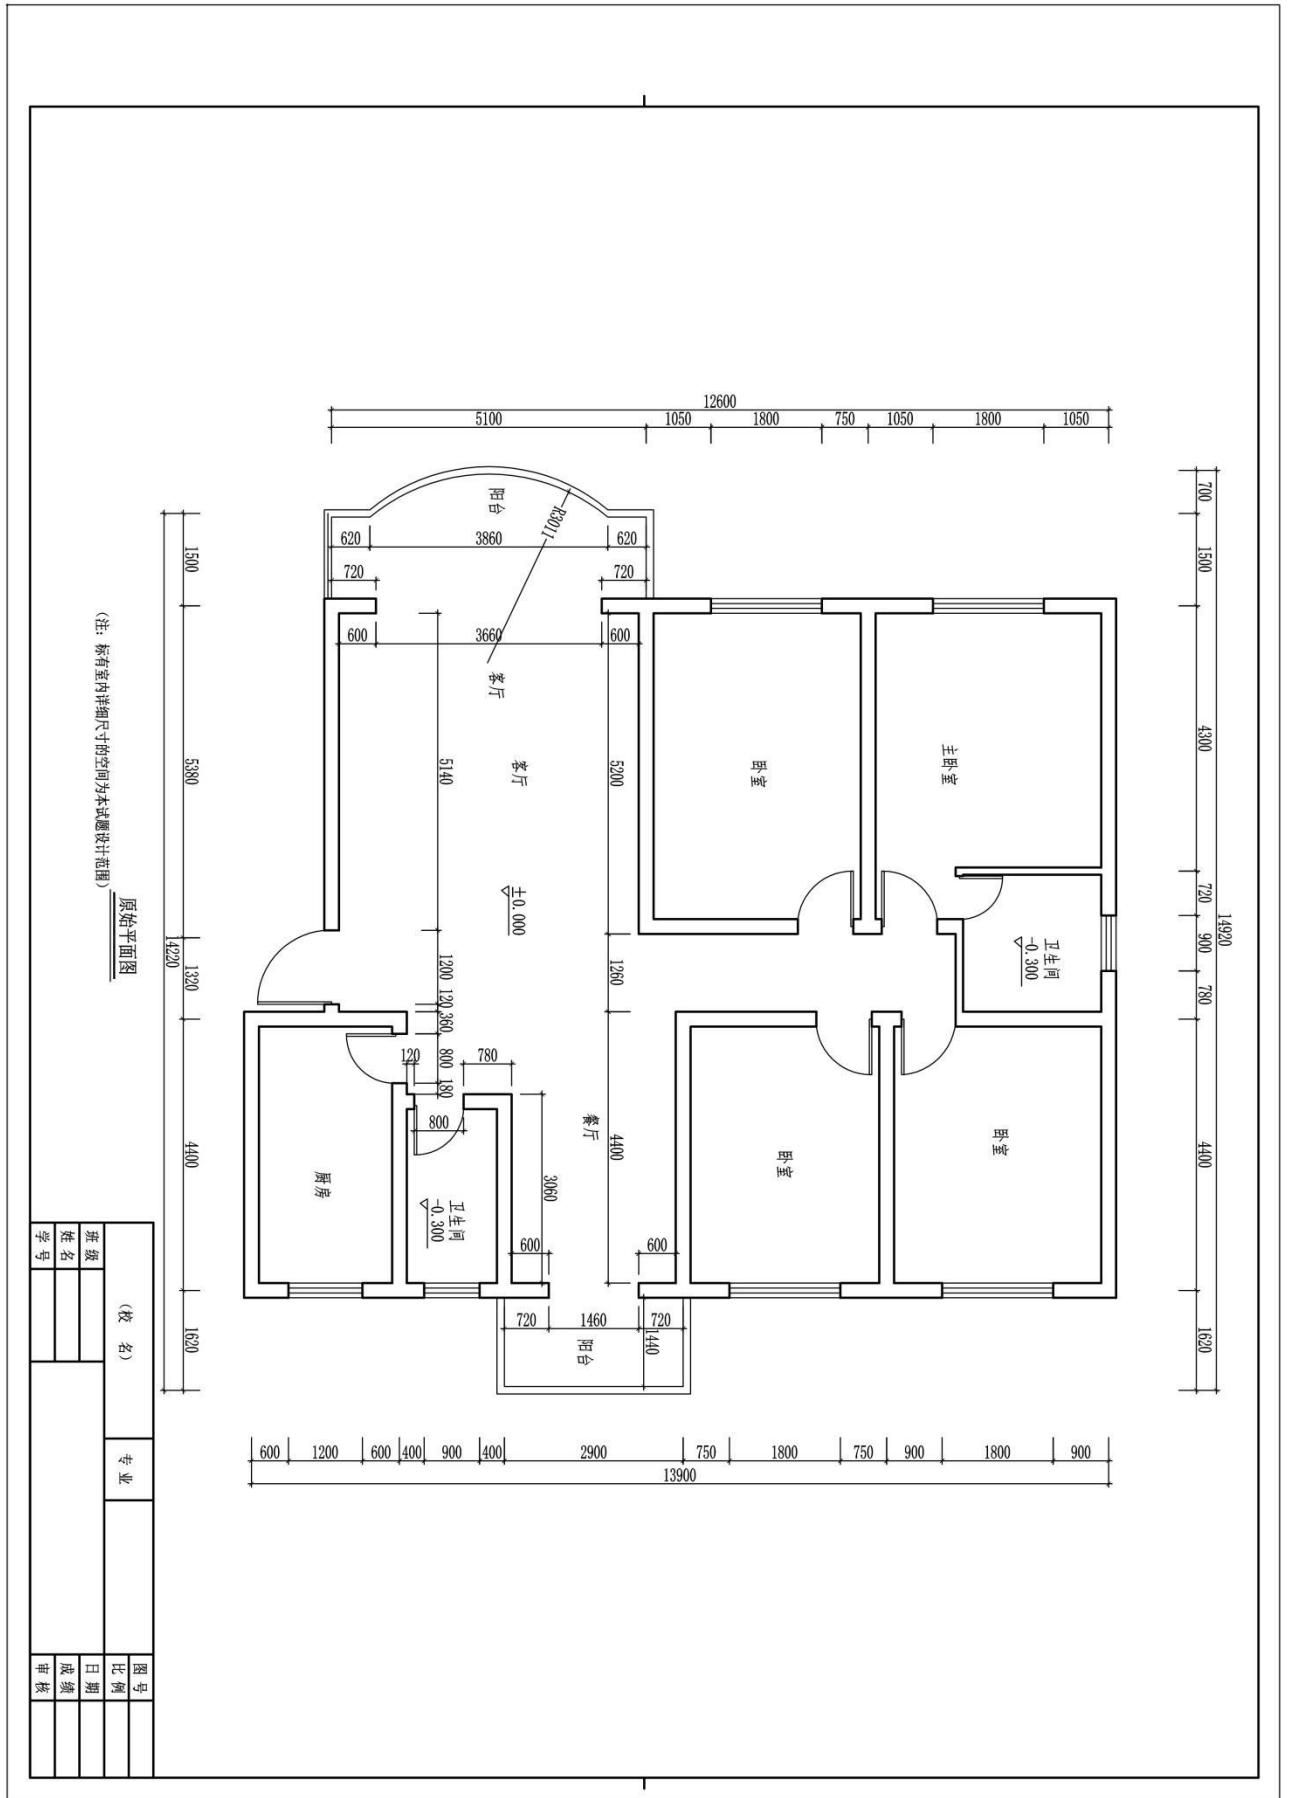 12600
5100
1050
1800
750
1050
1800
1050
14920
700
1500
4300
720
900
780
4400
1620
阳台
R3011
620
3860
620
720
720
600
3660
600
客厅
客厅
5140
5200
±0.000
卧室
主卧室
卫生间
-0.300
1200
120
360
800
180
1260
120
780
800
餐厅
4400
3060
厨房
卫生间
-0.300
卧室
卧室
600
600
720
1460
720
1440
阳台
1500
5380
1320
4400
1620
14220
600
1200
600
400
900
400
2900
750
1800
750
900
1800
900
13900
原始平面图
(注: 标有室内详细尺寸的空间为本试题设计范围)
(校 名)
专业
图号
比例
班级
日期
姓名
成绩
学号
审核